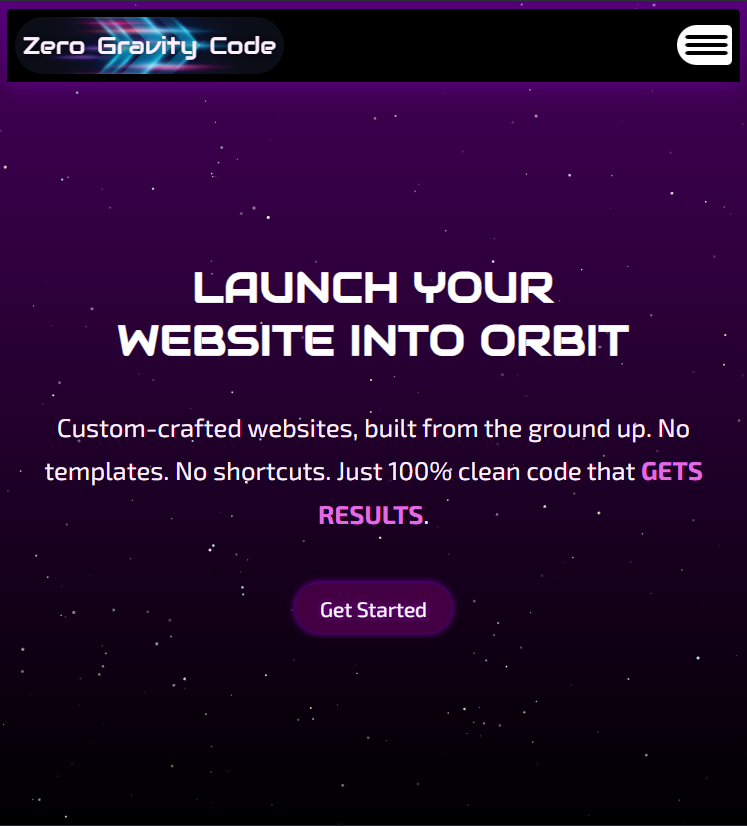 Zero Gravity Code
LAUNCH YOUR
WEBSITE INTO ORBIT
Custom-crafted websites, built from the ground up. No
templates. No shortcuts. Just 100% clean code that GETS
RESULTS.
Get Started